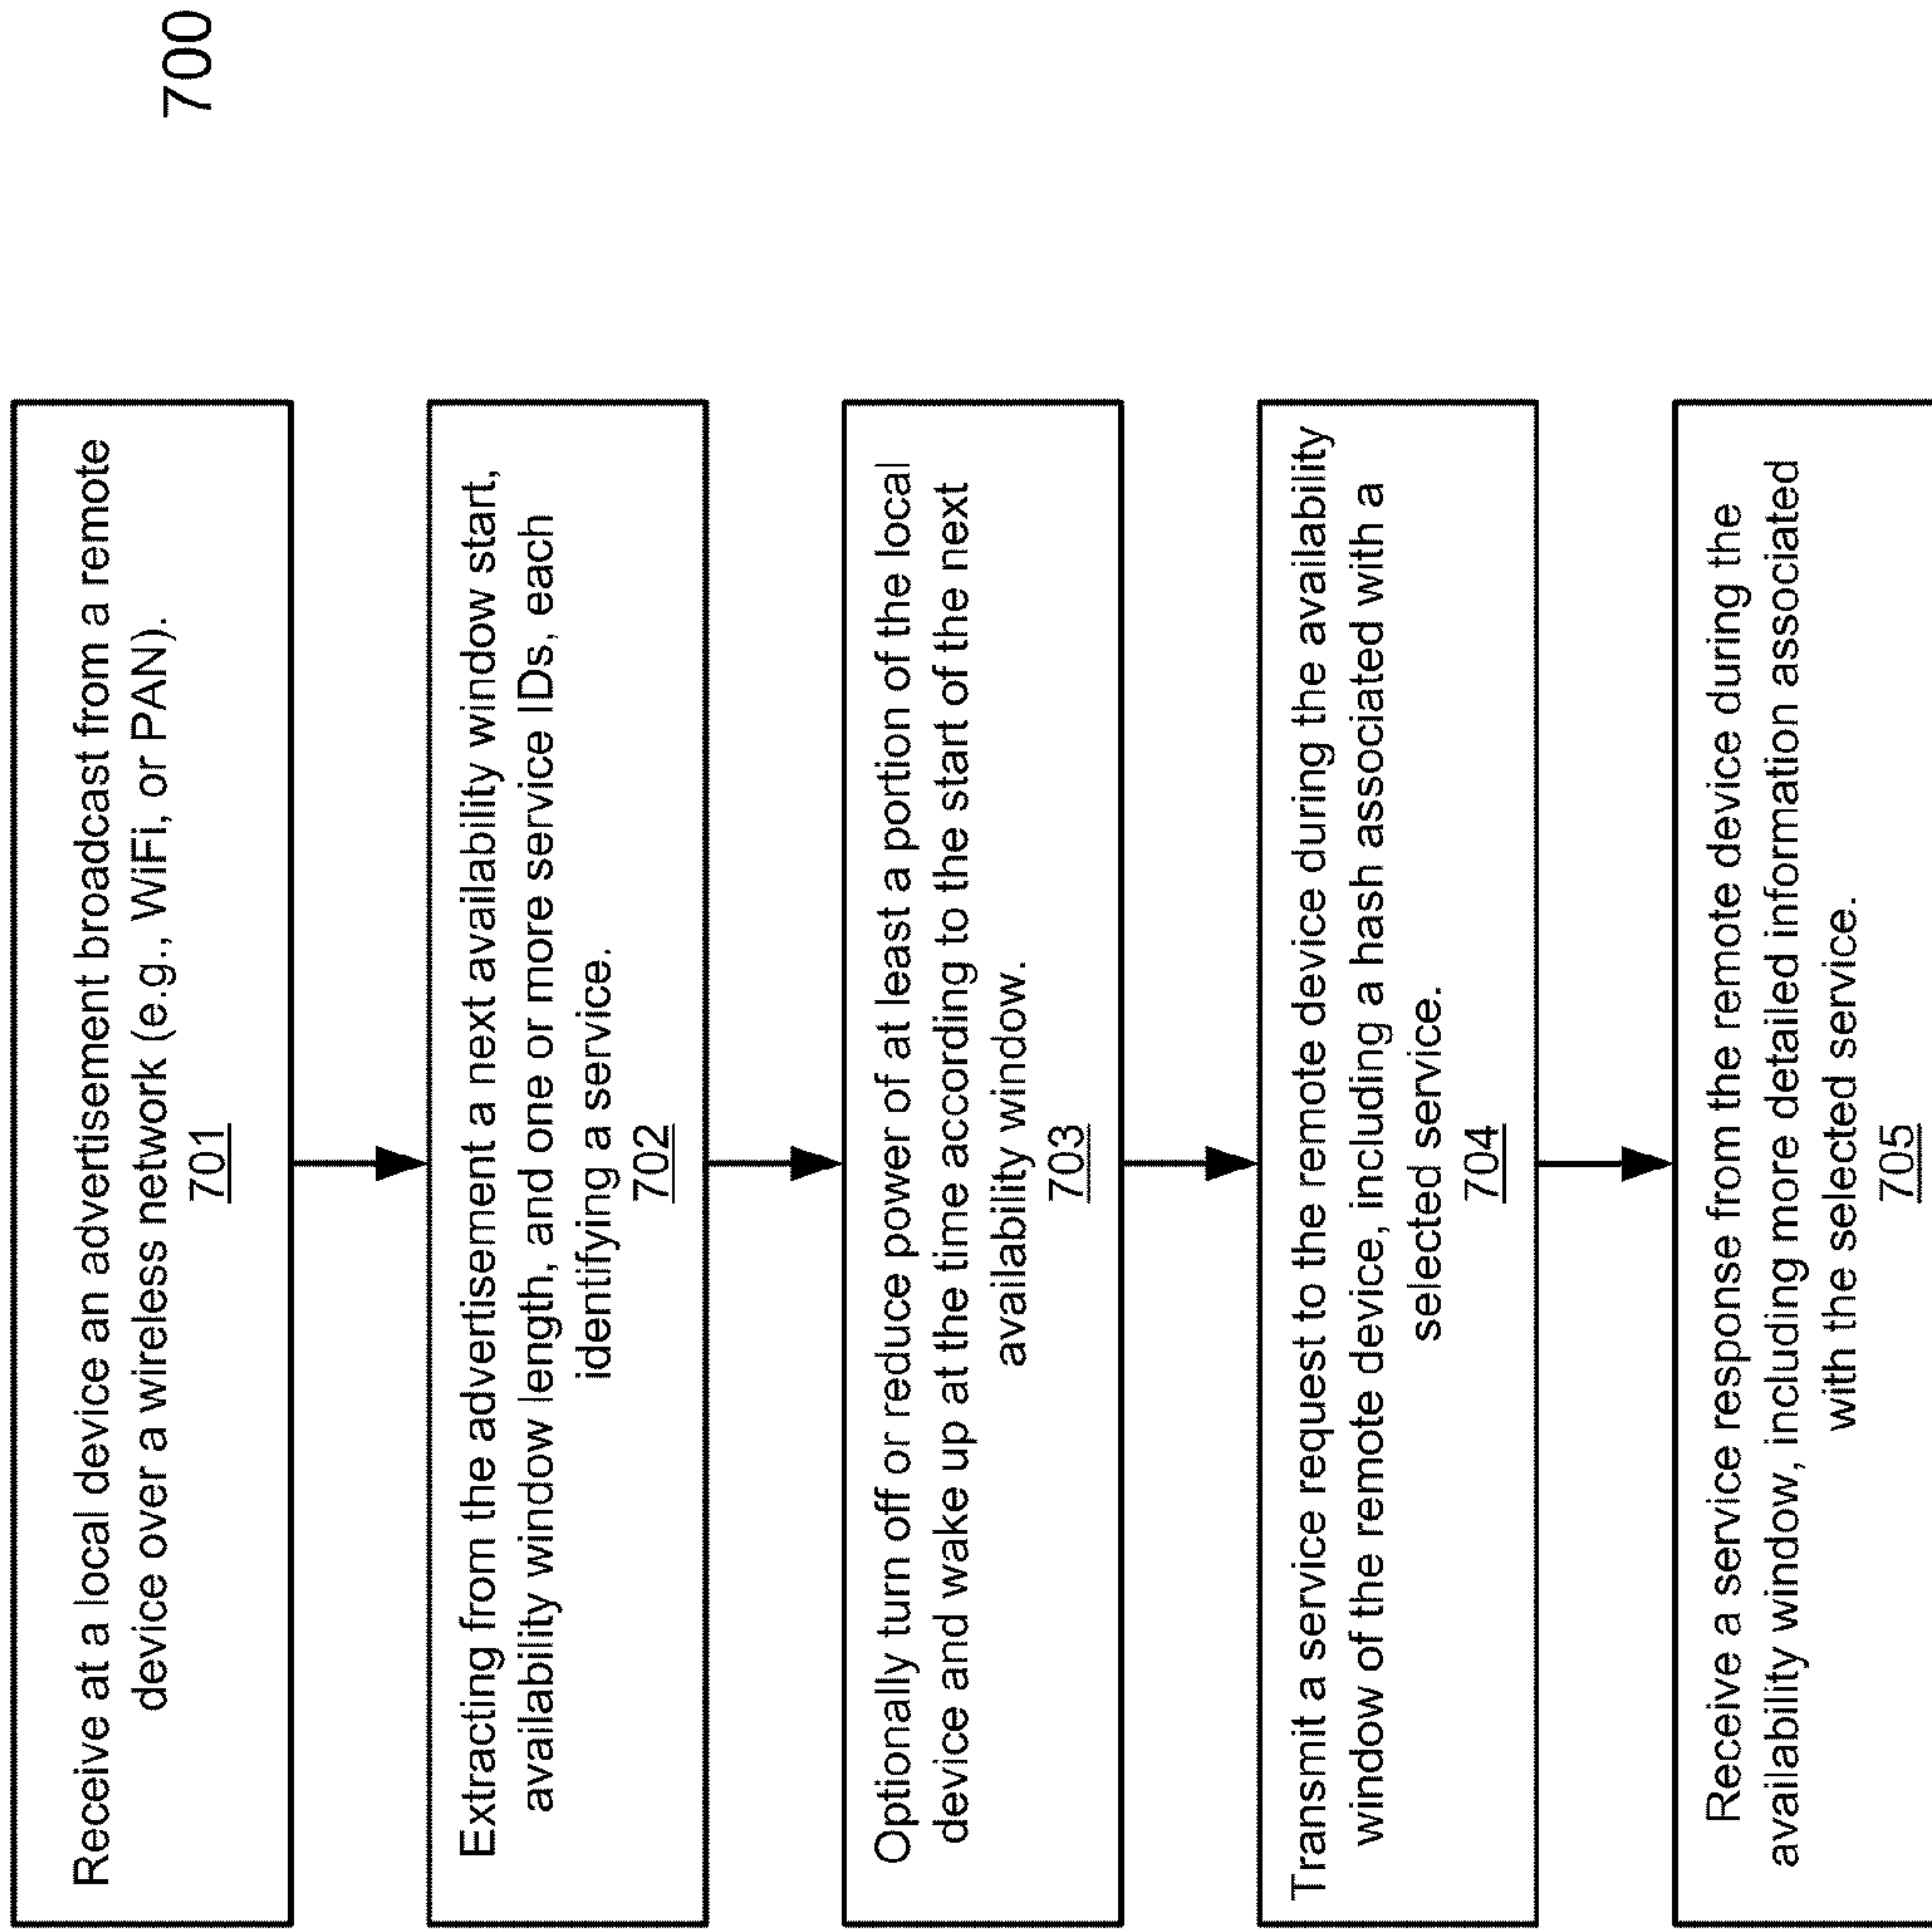 700
Receive at a local device an advertisement broadcast from a remote
device over a wireless network (e.g., WiFi, or PAN).
701
Extracting from the advertisement a next availability window start,
availability window length, and one or more service IDs, each
identifying a service.
702
Optionally turn off or reduce power of at least a portion of the local
device and wake up at the time according to the start of the next
availability window.
703
Transmit a service request to the remote device during the availability
window of the remote device, including a hash associated with a
selected service.
704
Receive a service response from the remote device during the
availability window, including more detailed information associated
with the selected service.
705